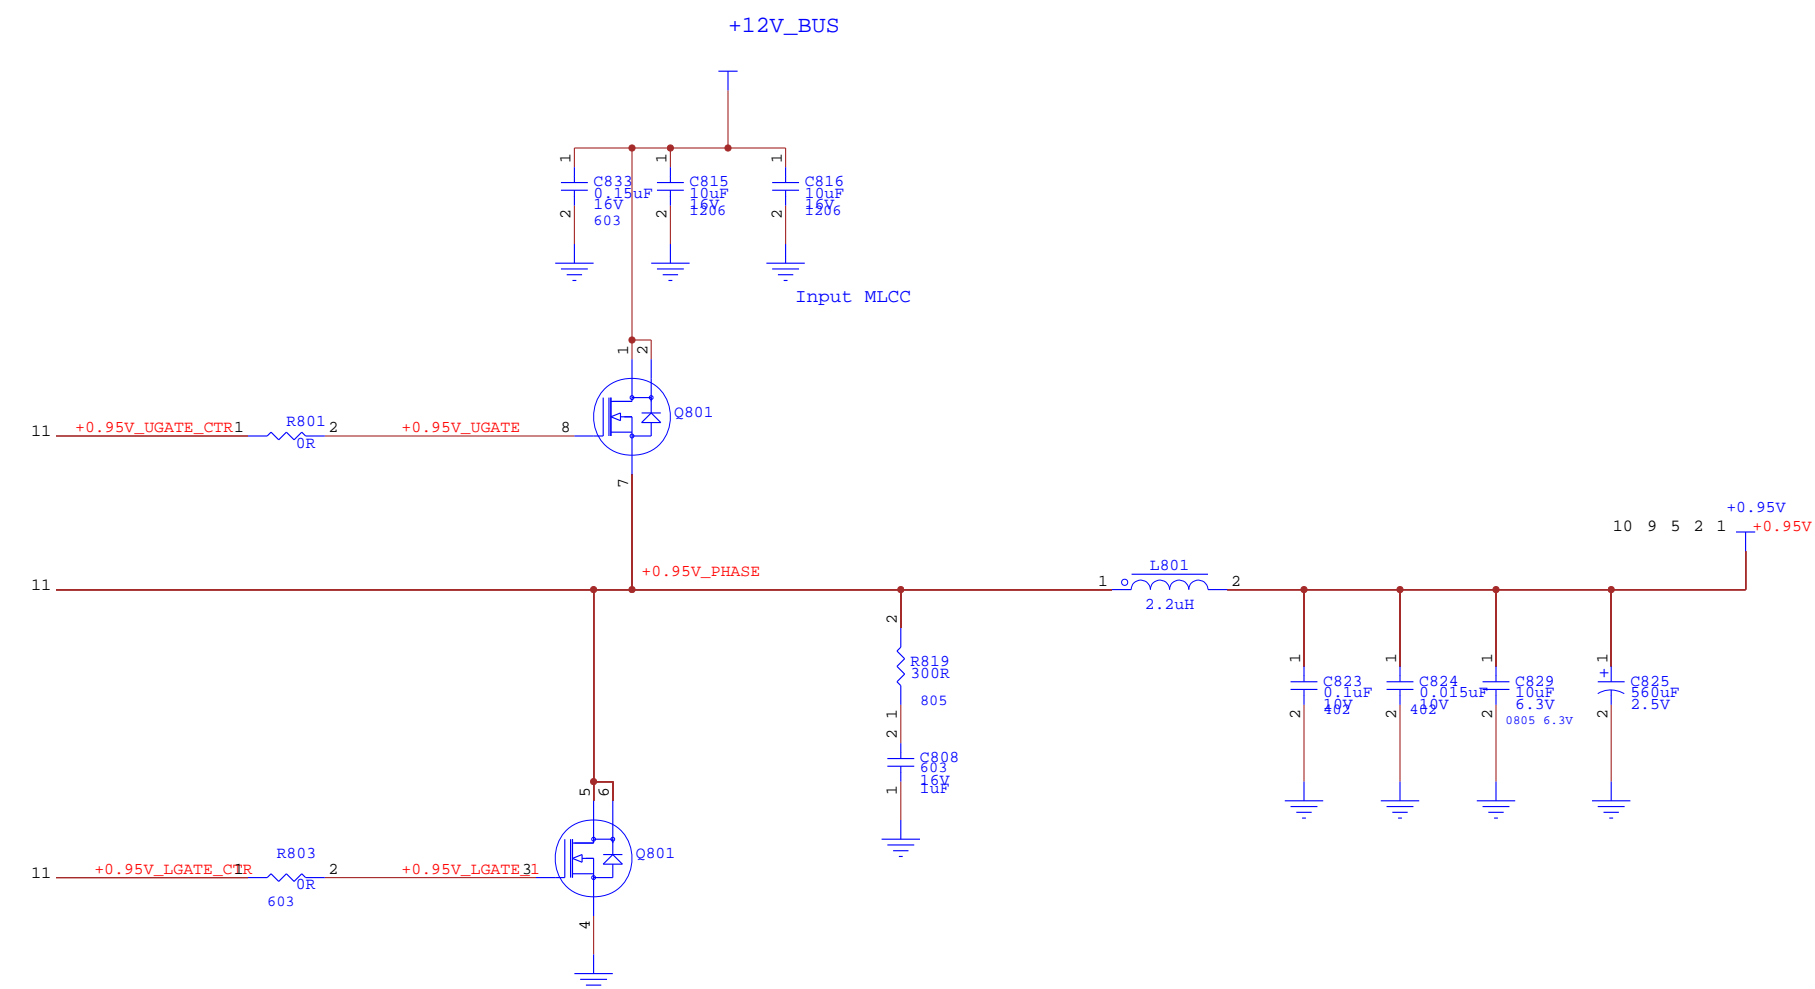 +12V_BUS
1 1 1
C833 C815 C816
0.15uF 10uF 10uF
16V 16V 16V
2 2 2
603 1206 1206
Input MLCC
1 2
Q801
11 +0.95V_UGATE_CTR 1 R801 2 +0.95V_UGATE 8
0R
7
+0.95V
10 9 5 2 1 +0.95V
+0.95V_PHASE
11 1 L801 2
2.2uH
2
R819
300R
805
1
2
C808
603
16V
1uF
1
1 1 1 1
+
C823 C824 C829 C825
0.1uF 0.015uF 10uF 560uF
10V 10V 6.3V 2.5V
402 402 0805 6.3V
2 2 2 2
5 6
Q801
R803
11 +0.95V_LGATE_CTR 1 2 +0.95V_LGATE_1 3
0R
603
4